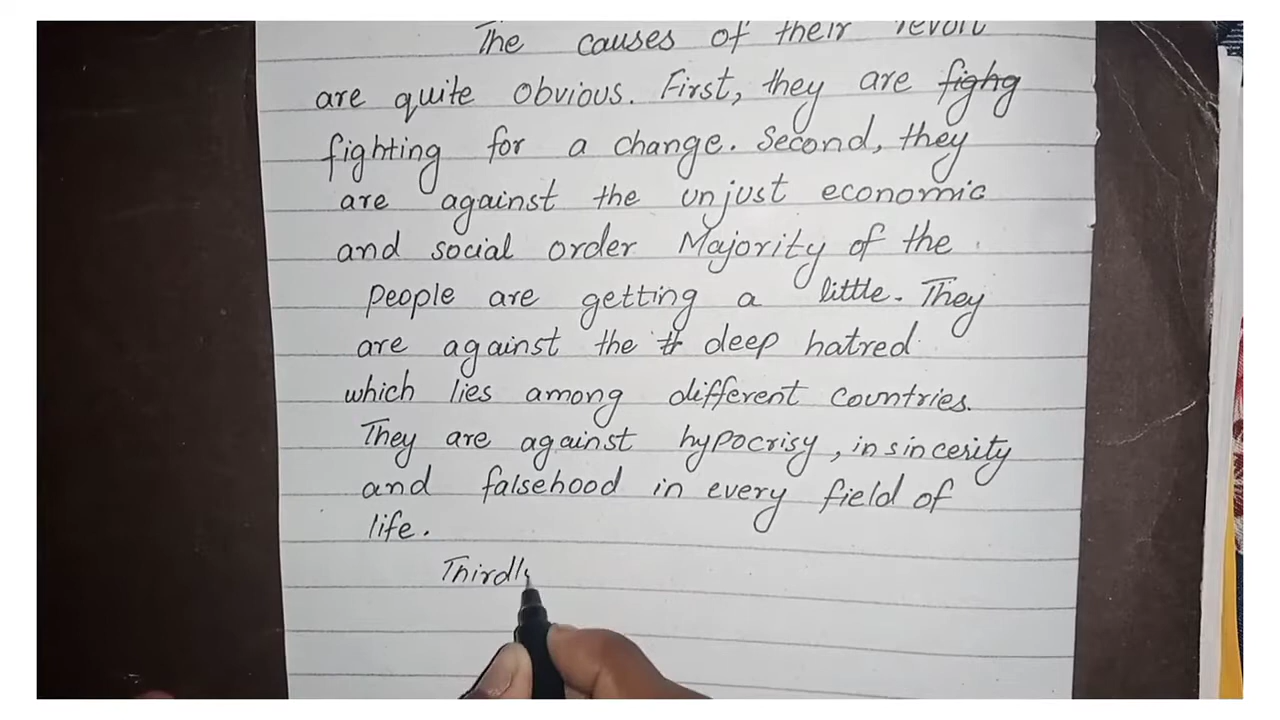 The causes of their revolt
are quite obvious. First, they are fighg
fighting for a change. Second, they
are against the unjust economic
and social order Majority of the
people are getting a little. They
are against the # deep hatred
which lies among different countries.
They are against hypocrisy, insincerity
and falsehood in every field of
life.
Thirdly